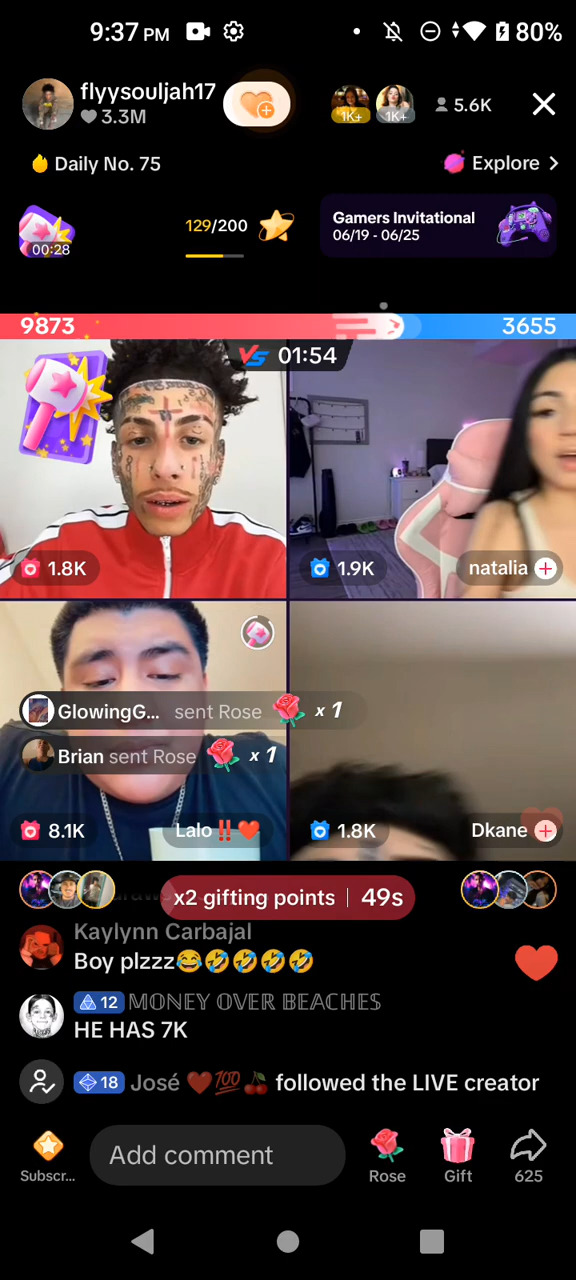 9:37 PM
80%
flyysouljah17
3.3M
1K+
1K+
5.6K
Daily No. 75
Explore >
00:28
129/200
Gamers Invitational
06/19 - 06/25
9873
3655
VS 01:54
1.8K
1.9K
natalia
GlowingG... sent Rose x 1
Brian sent Rose x 1
8.1K
Lalo‼️❤️
1.8K
Dkane
x2 gifting points | 49s
Kaylynn Carbajal
Boy plzzz😂🤣🤣🤣🤣
12 𝕄𝕆ℕ𝔼𝕐 𝕆𝕍𝔼ℝ 𝔹𝔼𝔸ℂℍ𝔼𝕊
HE HAS 7K
18 José ❤️💯🍒 followed the LIVE creator
Subscr...
Add comment
Rose
Gift
625